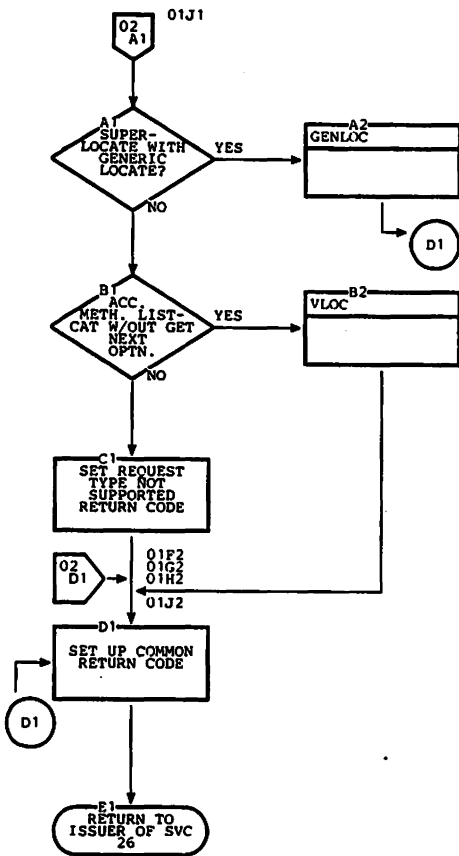 01J1
02
A1
A1
SUPER-
LOCATE WITH
GENERIC
LOCATE?
YES
NO
A2
GENLOC
D1
B1
ACC.
METH. LIST-
CAT W/OUT GET
NEXT
OPTN.
YES
NO
B2
VLOC
C1
SET REQUEST
TYPE NOT
SUPPORTED
RETURN CODE
02
D1
01F2
01G2
01H2
01J2
D1
SET UP COMMON
RETURN CODE
D1
E1
RETURN TO
ISSUER OF SVC
26